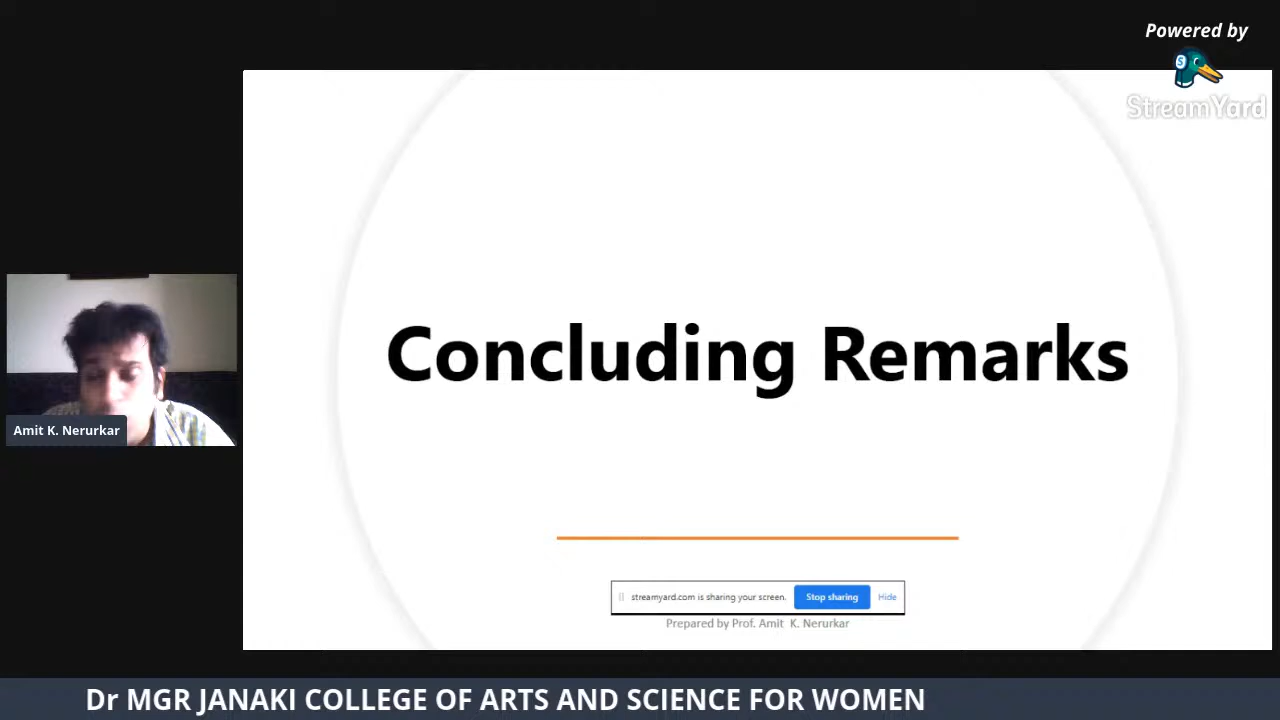 Powered by
StreamYard
Concluding Remarks
Amit K. Nerurkar
streamyard.com is sharing your screen. Stop sharing Hide
Prepared by Prof. Amit K. Nerurkar
Dr MGR JANAKI COLLEGE OF ARTS AND SCIENCE FOR WOMEN